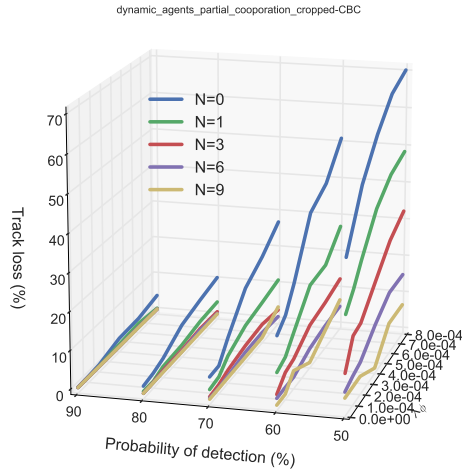 dynamic_agents_partial_cooporation_cropped-CBC
N=0
N=1
N=3
N=6
N=9
Track loss (%)
70
60
50
40
30
20
10
0
90
80
70
60
50
Probability of detection (%)
8.0e-04
7.0e-04
6.0e-04
5.0e-04
4.0e-04
3.0e-04
2.0e-04
1.0e-04
0.0e+00